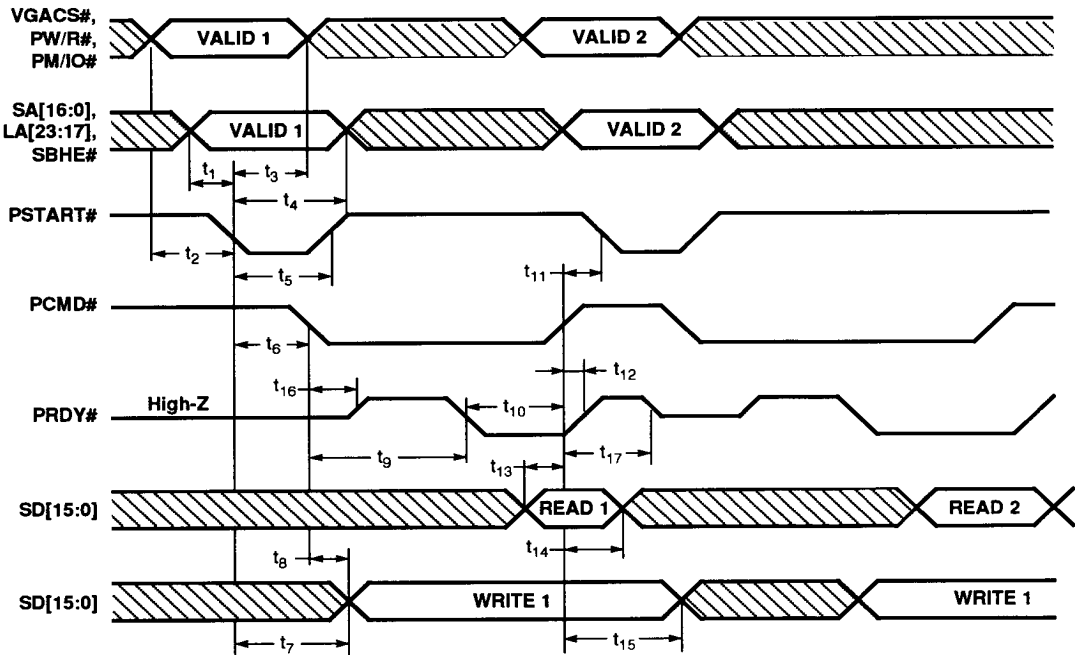 VGACS#,
PW/R#,
PM/IO#
VALID 1
VALID 2
SA[16:0],
LA[23:17],
SBHE#
VALID 1
VALID 2
t1
t3
t4
PSTART#
t2
t5
t11
PCMD#
t6
t12
t16
PRDY#
High-Z
t10
t9
t17
t13
SD[15:0]
READ 1
READ 2
t14
t8
SD[15:0]
WRITE 1
WRITE 1
t7
t15